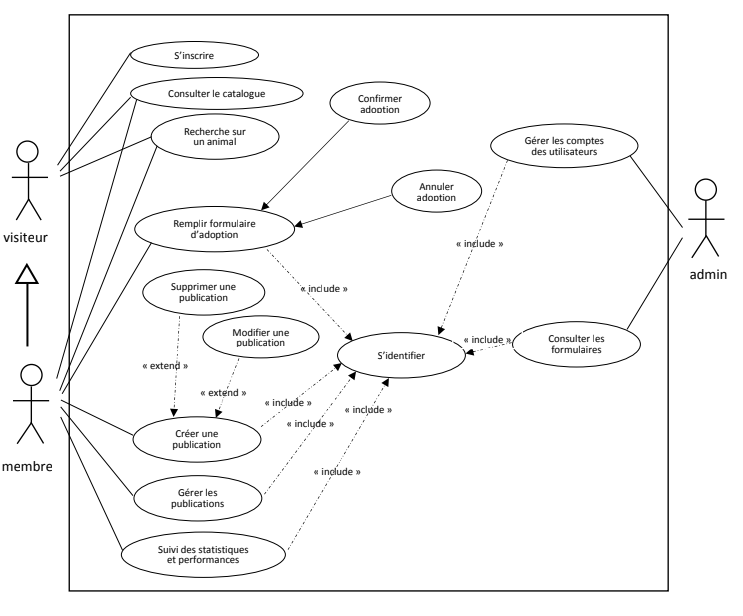 S'inscrire
Consulter le catalogue
Recherche sur
un animal
Confirmer
adoption
Gérer les comptes
des utilisateurs
Annuler
adoption
visiteur
Remplir formulaire
d'adoption
admin
« include »
« include »
Supprimer une
publication
Modifier une
publication
« include »
Consulter les
formulaires
S'identifier
« extend »
« extend »
« include »
« include »
« include »
Créer une
publication
membre
« include »
Gérer les
publications
Suivi des statistiques
et performances